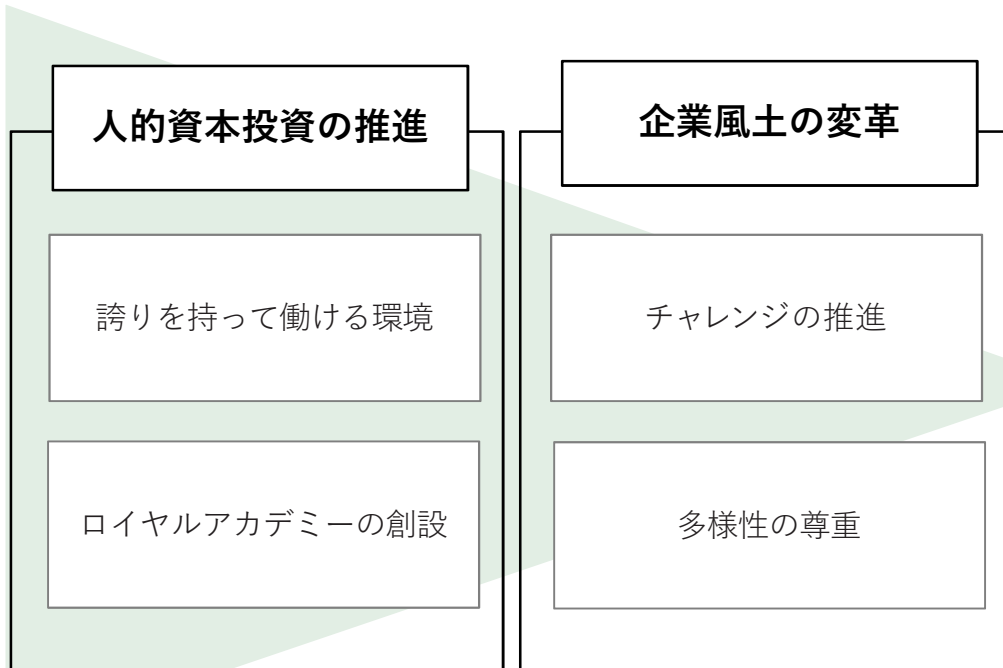 人的資本投資の推進
誇りを持って働ける環境
ロイヤルアカデミーの創設
企業風土の変革
チャレンジの推進
多様性の尊重